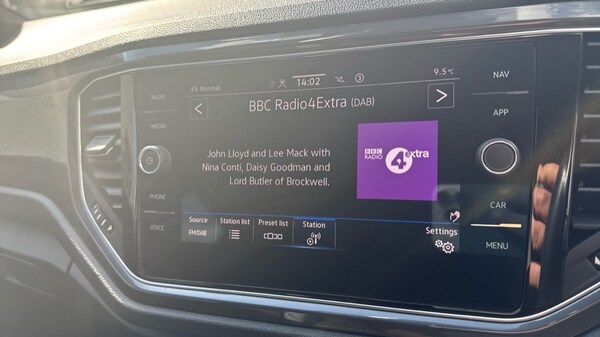 RADIO
MEDIA
PHONE
VOICE
Normal
14:02
9.5°C
BBC Radio4Extra (DAB)
John Lloyd and Lee Mack with
Nina Conti, Daisy Goodman and
Lord Butler of Brockwell.
BBC
RADIO
4
extra
Source
FM/DAB
Station list
Preset list
Station
Settings
NAV
APP
CAR
MENU